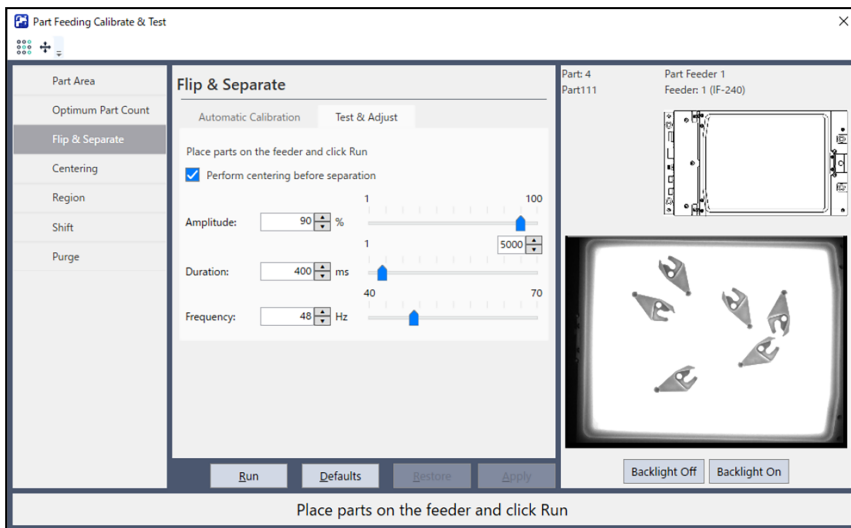 Part Feeding Calibrate & Test
Part Area
Optimum Part Count
Flip & Separate
Centering
Region
Shift
Purge
Flip & Separate
Automatic Calibration
Test & Adjust
Place parts on the feeder and click Run
Perform centering before separation
1 100
Amplitude: 90 %
1 5000
Duration: 400 ms
40 70
Frequency: 48 Hz
Run
Defaults
Restore
Apply
Part: 4 Part Feeder 1
Part111 Feeder: 1 (IF-240)
Backlight Off
Backlight On
Place parts on the feeder and click Run